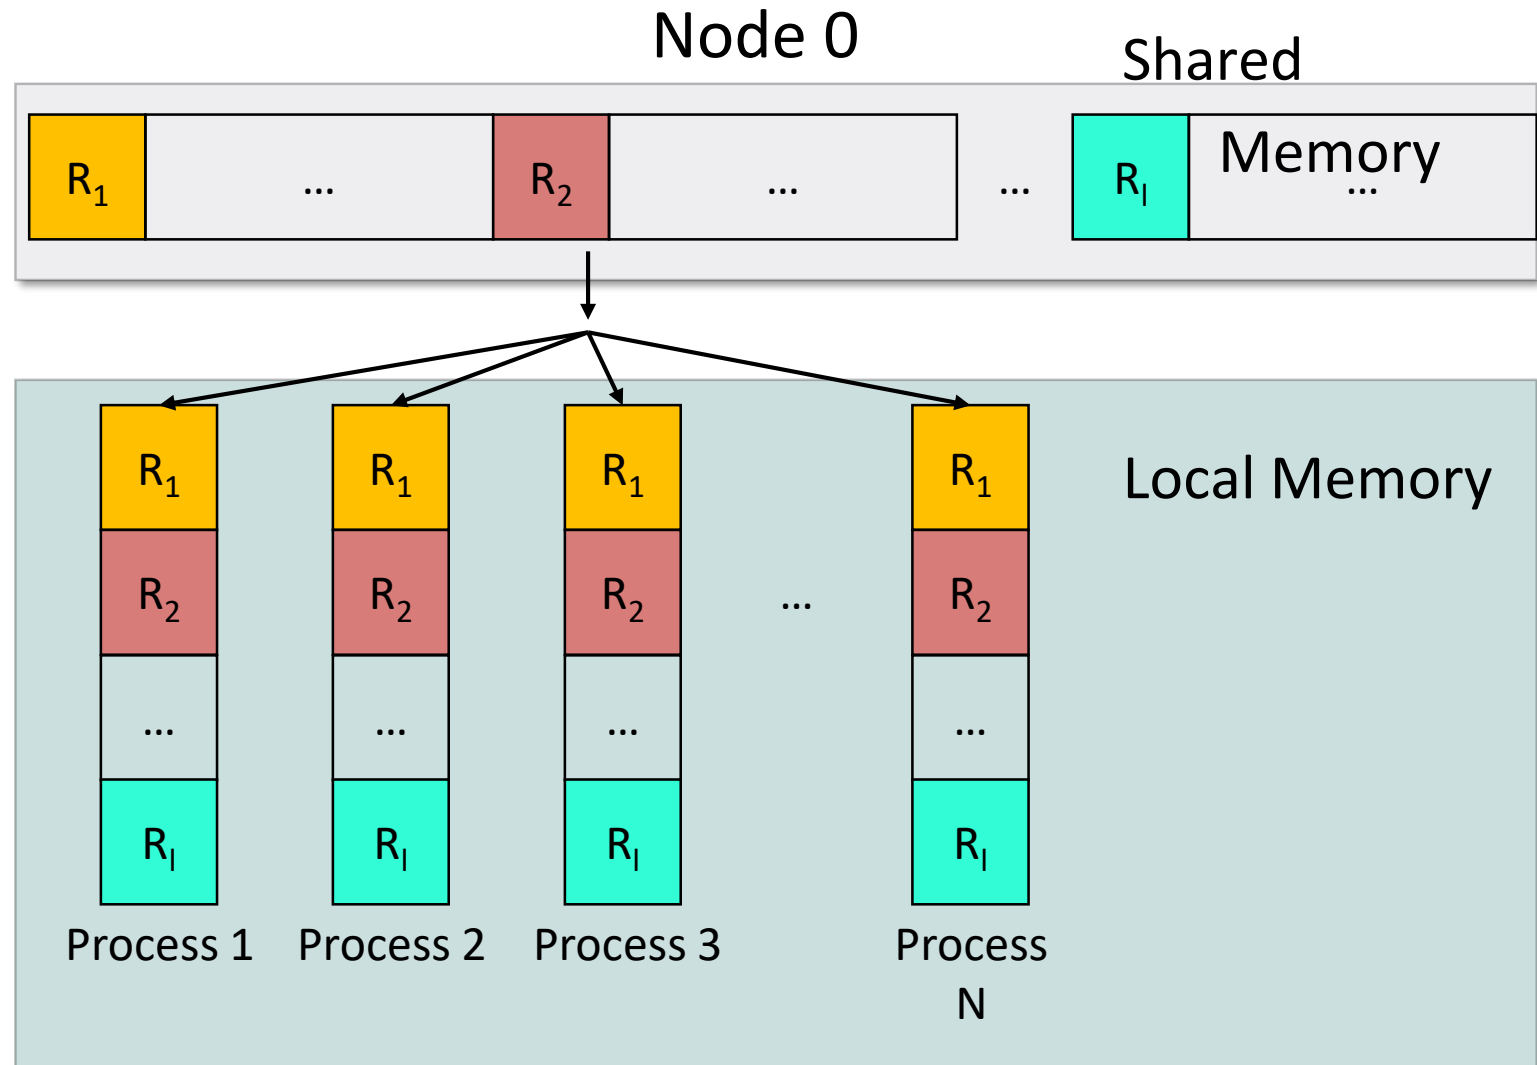 Node 0
Shared
Memory
R₁ ... R₂ ... ... Rₗ ...
R₁ R₁ R₁ R₁
Local Memory
R₂ R₂ R₂ ... R₂
... ... ... ...
Rₗ Rₗ Rₗ Rₗ
Process 1 Process 2 Process 3 Process
N